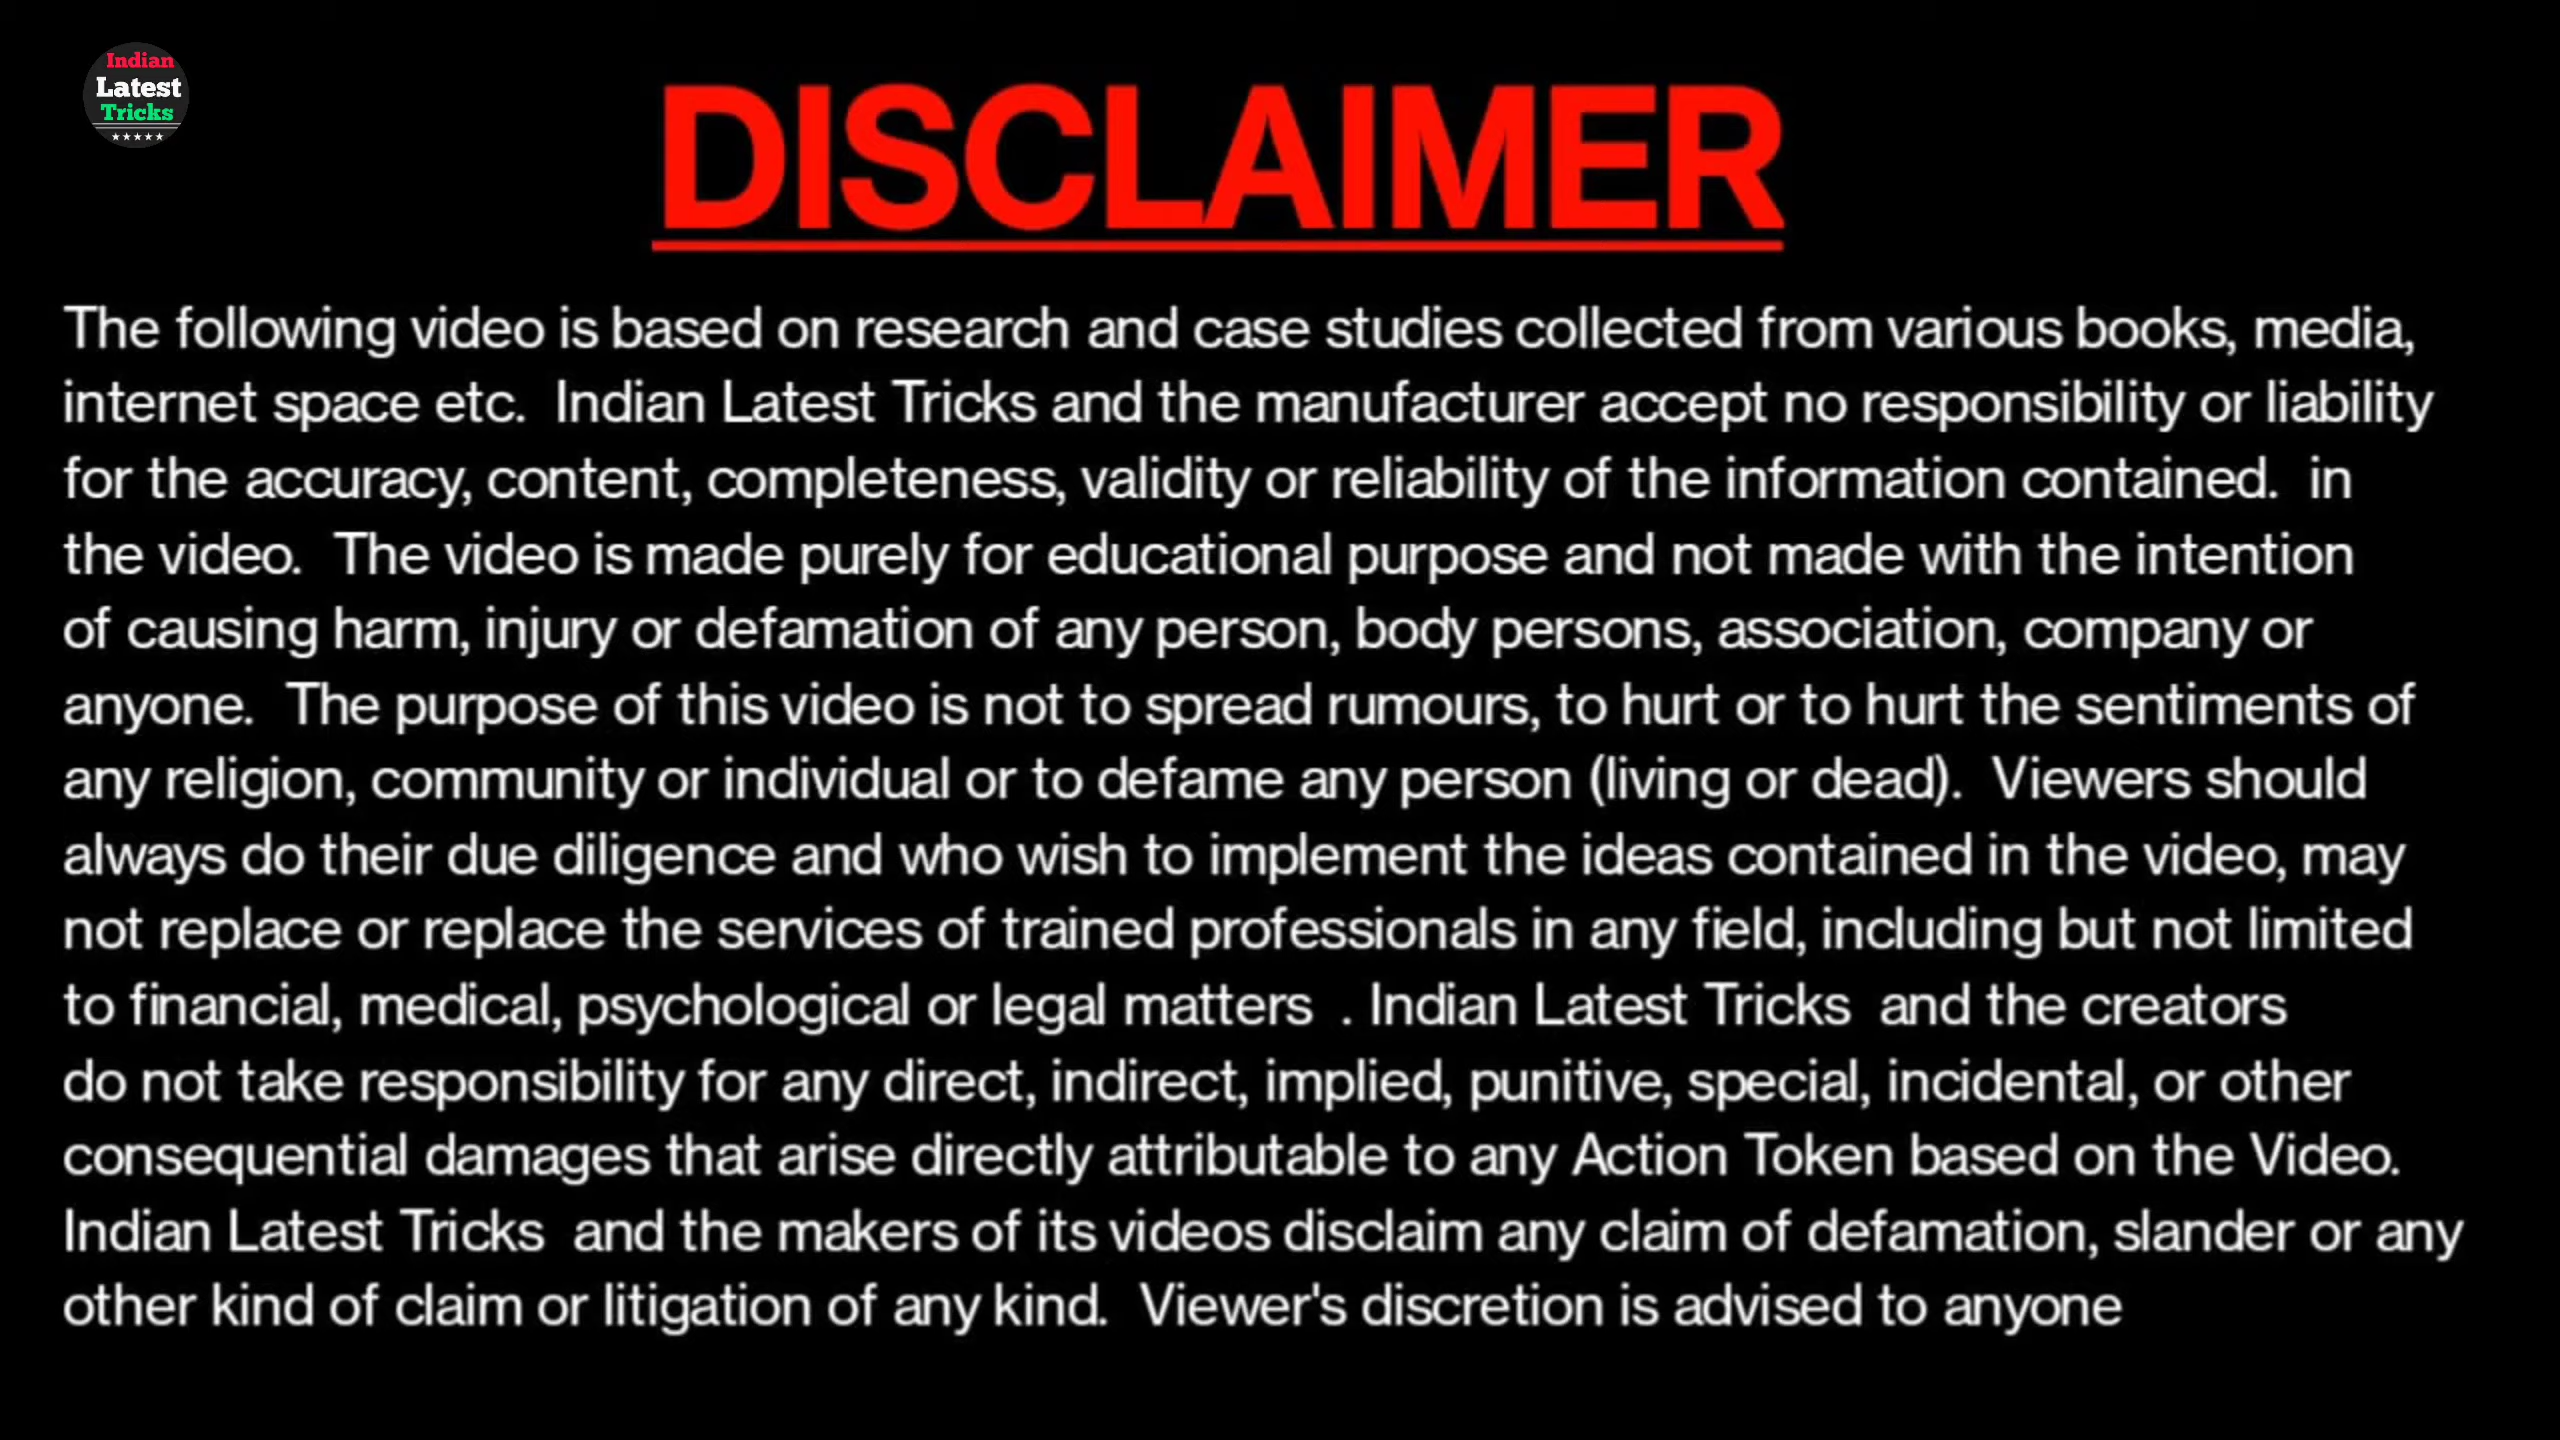 Indian
Latest
Tricks
DISCLAIMER
The following video is based on research and case studies collected from various books, media,
internet space etc.  Indian Latest Tricks and the manufacturer accept no responsibility or liability
for the accuracy, content, completeness, validity or reliability of the information contained.  in
the video.  The video is made purely for educational purpose and not made with the intention
of causing harm, injury or defamation of any person, body persons, association, company or
anyone.  The purpose of this video is not to spread rumours, to hurt or to hurt the sentiments of
any religion, community or individual or to defame any person (living or dead).  Viewers should
always do their due diligence and who wish to implement the ideas contained in the video, may
not replace or replace the services of trained professionals in any field, including but not limited
to financial, medical, psychological or legal matters  . Indian Latest Tricks  and the creators
do not take responsibility for any direct, indirect, implied, punitive, special, incidental, or other
consequential damages that arise directly attributable to any Action Token based on the Video.
Indian Latest Tricks  and the makers of its videos disclaim any claim of defamation, slander or any
other kind of claim or litigation of any kind.  Viewer's discretion is advised to anyone